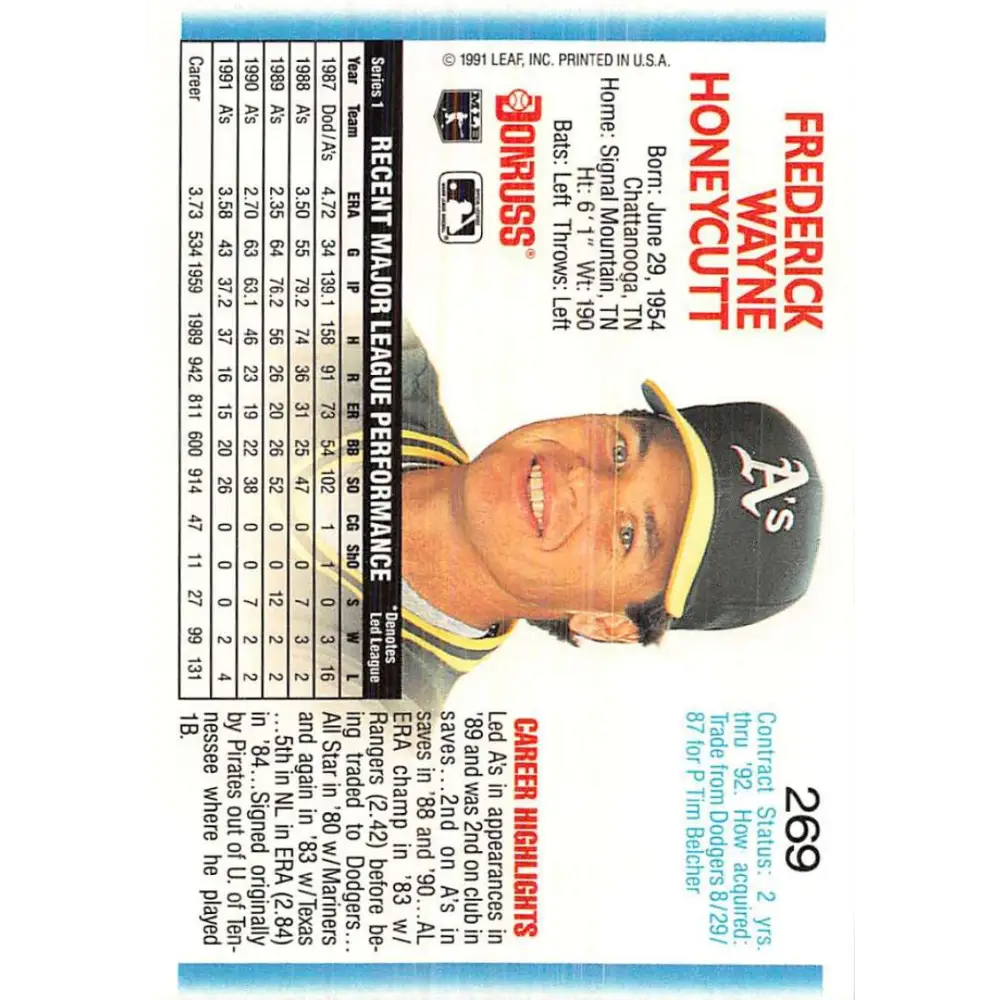 FREDERICK
WAYNE
HONEYCUTT
Born: June 29, 1954
Chattanooga, TN
Home: Signal Mountain, TN
Ht: 6'1" Wt: 190
Bats: Left Throws: Left
DONRUSS®
MLB
© 1991 LEAF, INC. PRINTED IN U.S.A.
A's
269
Contract Status: 2 yrs.
thru '92. How acquired:
Trade from Dodgers 8/29/
87 for P Tim Belcher
CAREER HIGHLIGHTS
Led A's in appearances in
'89 and was 2nd on club in
saves...2nd on A's in
saves in '88 and '90...AL
ERA champ in '83 w/
Rangers (2.42) before be-
ing traded to Dodgers...
All Star in '80 w/Mariners
and again in '83 w/Texas
...5th in NL in ERA (2.84)
in '84...Signed originally
by Pirates out of U. of Ten-
nessee where he played
1B.
Series 1 RECENT MAJOR LEAGUE PERFORMANCE *Denotes Led League
Year Team ERA G IP H R ER BB SO CG ShO S W L
1987 Dod/A's 4.72 34 139.1 158 91 73 54 102 1 1 0 3 16
1988 A's 3.50 55 79.2 74 36 31 25 47 0 0 7 3 2
1989 A's 2.35 64 76.2 56 26 20 26 52 0 0 12 2 2
1990 A's 2.70 63 63.1 46 23 19 22 38 0 0 7 2 2
1991 A's 3.58 43 37.2 37 16 15 20 26 0 0 0 2 4
Career 3.73 534 1959 1989 942 811 600 914 47 11 27 99 131